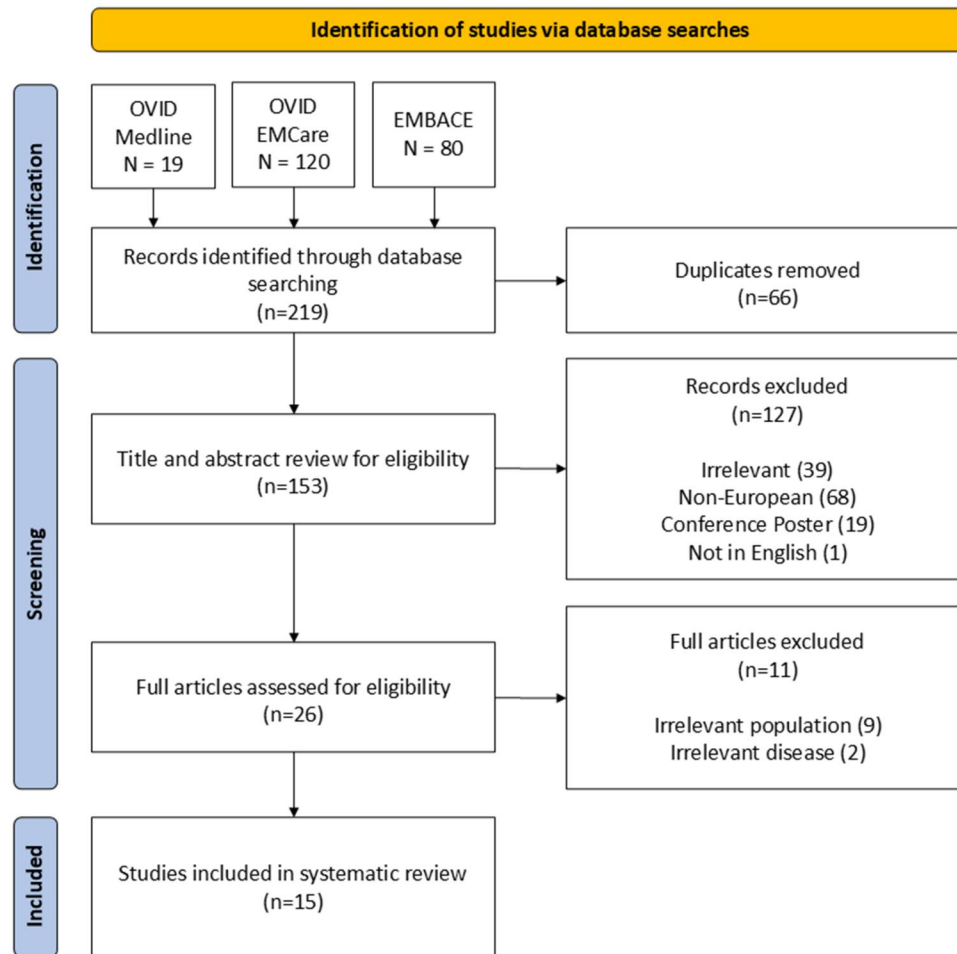 Identification of studies via database searches
Identification
OVID
Medline
N = 19
OVID
EMCare
N = 120
EMBACE
N = 80
Records identified through database
searching
(n=219)
Duplicates removed
(n=66)
Screening
Title and abstract review for eligibility
(n=153)
Records excluded
(n=127)
Irrelevant (39)
Non-European (68)
Conference Poster (19)
Not in English (1)
Full articles assessed for eligibility
(n=26)
Full articles excluded
(n=11)
Irrelevant population (9)
Irrelevant disease (2)
Included
Studies included in systematic review
(n=15)